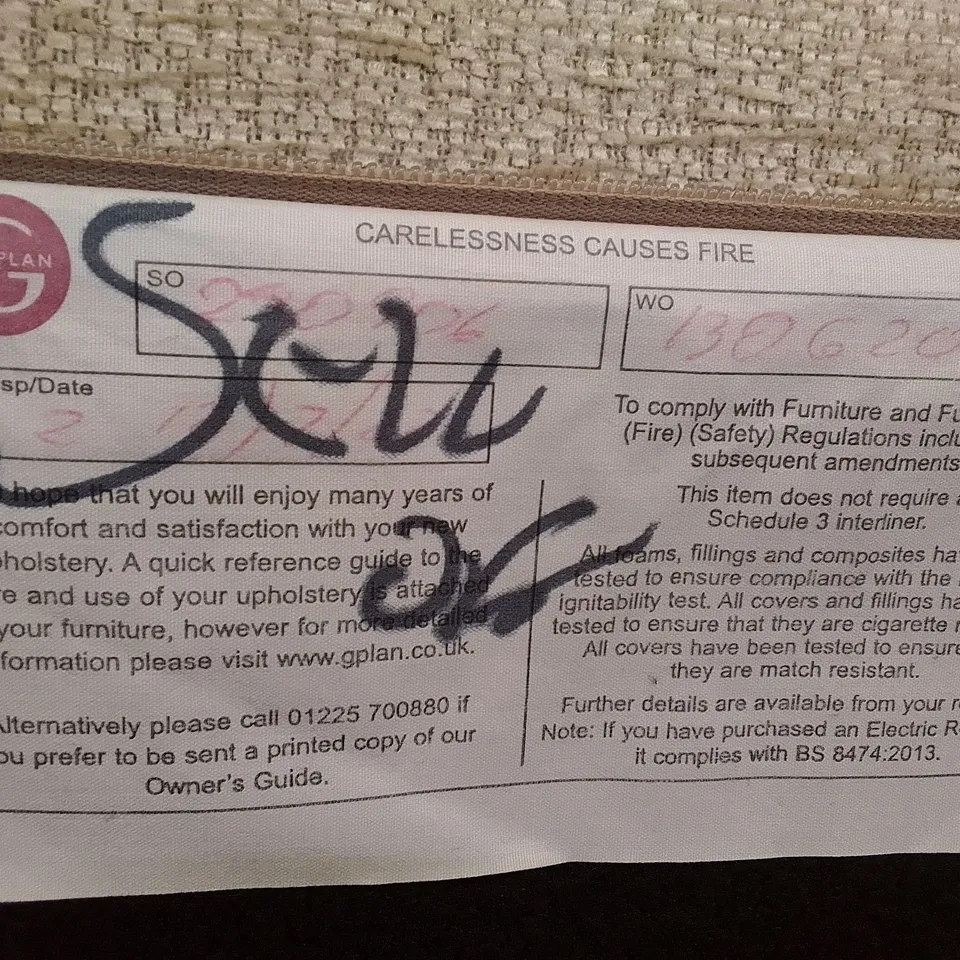 PLAN
G
CARELESSNESS CAUSES FIRE
SO
WO
13062
sp/Date
2
To comply with Furniture and Fu
(Fire) (Safety) Regulations inclu
subsequent amendments
This item does not require a
Schedule 3 interliner.
All foams, fillings and composites ha
tested to ensure compliance with the
ignitability test. All covers and fillings ha
tested to ensure that they are cigarette r
All covers have been tested to ensure
they are match resistant.
Further details are available from your r
Note: If you have purchased an Electric R
it complies with BS 8474:2013.
hope that you will enjoy many years of
comfort and satisfaction with your new
pholstery. A quick reference guide to the
re and use of your upholstery is attached
your furniture, however for more detailed
formation please visit www.gplan.co.uk.
Alternatively please call 01225 700880 if
ou prefer to be sent a printed copy of our
Owner's Guide.